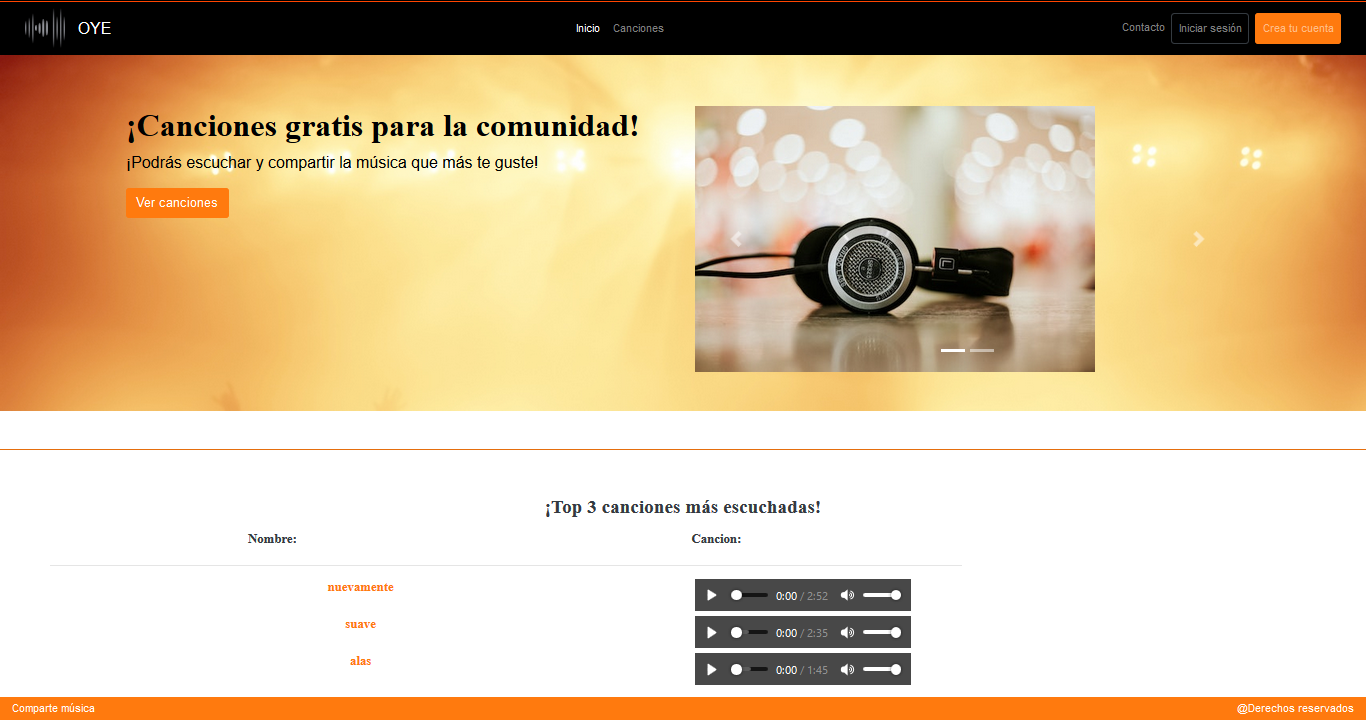 OYE
Inicio Canciones
Contacto Iniciar sesión Crea tu cuenta
¡Canciones gratis para la comunidad!
¡Podrás escuchar y compartir la música que más te guste!
Ver canciones
¡Top 3 canciones más escuchadas!
Nombre: Cancion:
nuevamente 0:00 / 2:52
suave 0:00 / 2:35
alas 0:00 / 1:45
Comparte música @Derechos reservados